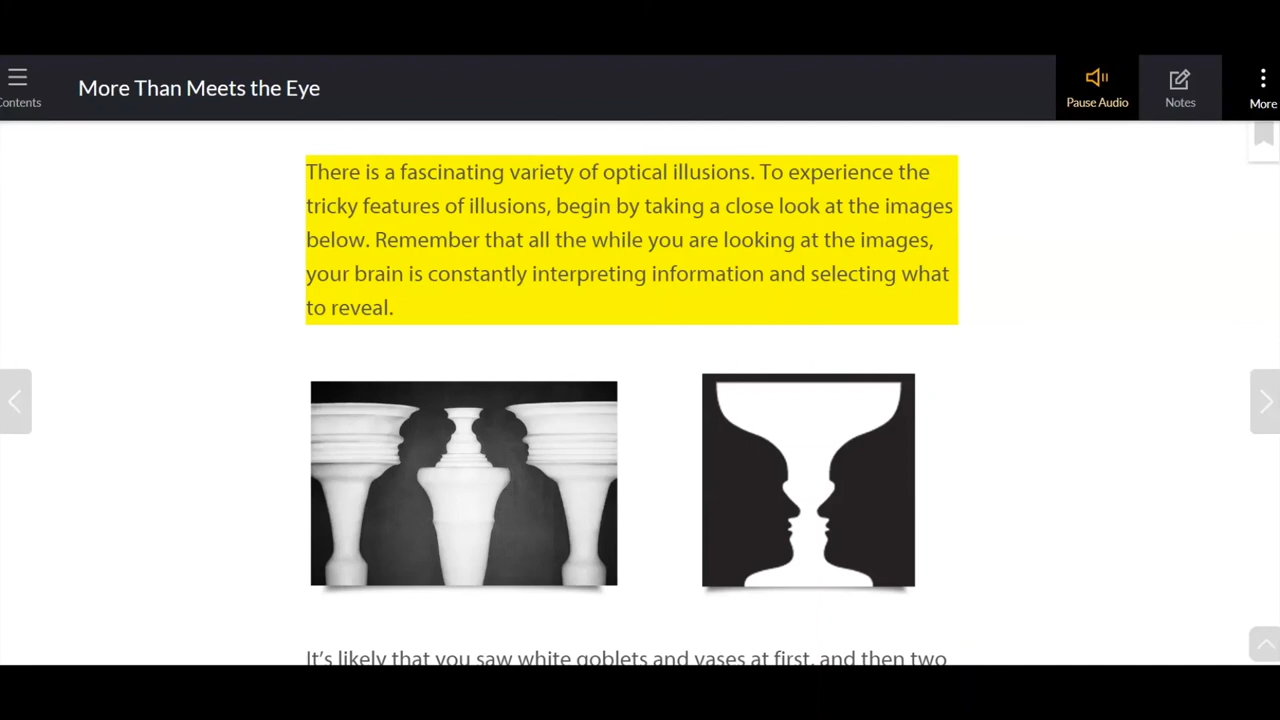 More Than Meets the Eye
Pause Audio
Notes
More
There is a fascinating variety of optical illusions. To experience the
tricky features of illusions, begin by taking a close look at the images
below. Remember that all the while you are looking at the images,
your brain is constantly interpreting information and selecting what
to reveal.
It’s likely that you saw white goblets and vases at first, and then two